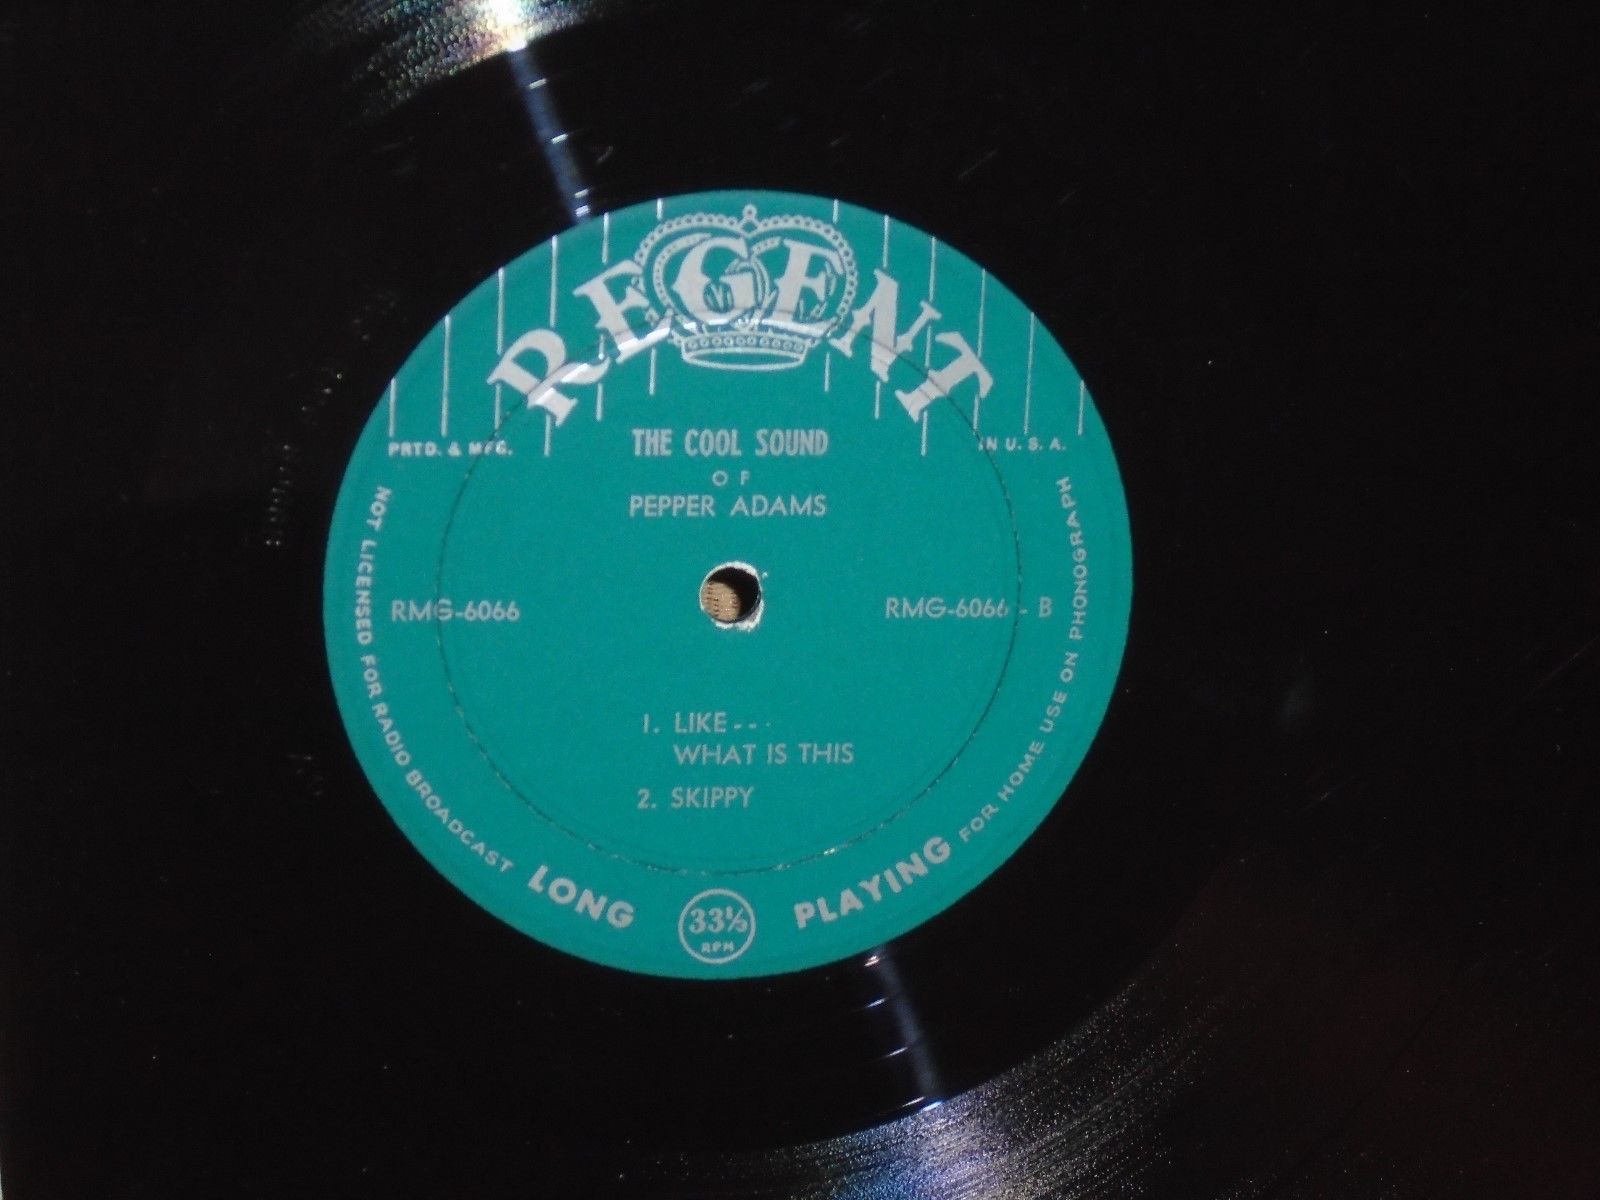 REGENT
PRTD. & MFG.
IN U. S. A.
THE COOL SOUND
OF
PEPPER ADAMS
RMG-6066
RMG-6066 - B
1. LIKE---
WHAT IS THIS
2. SKIPPY
NOT LICENSED FOR RADIO BROADCAST
LONG
33⅓
RPM
PLAYING
FOR HOME USE ON PHONOGRAPH